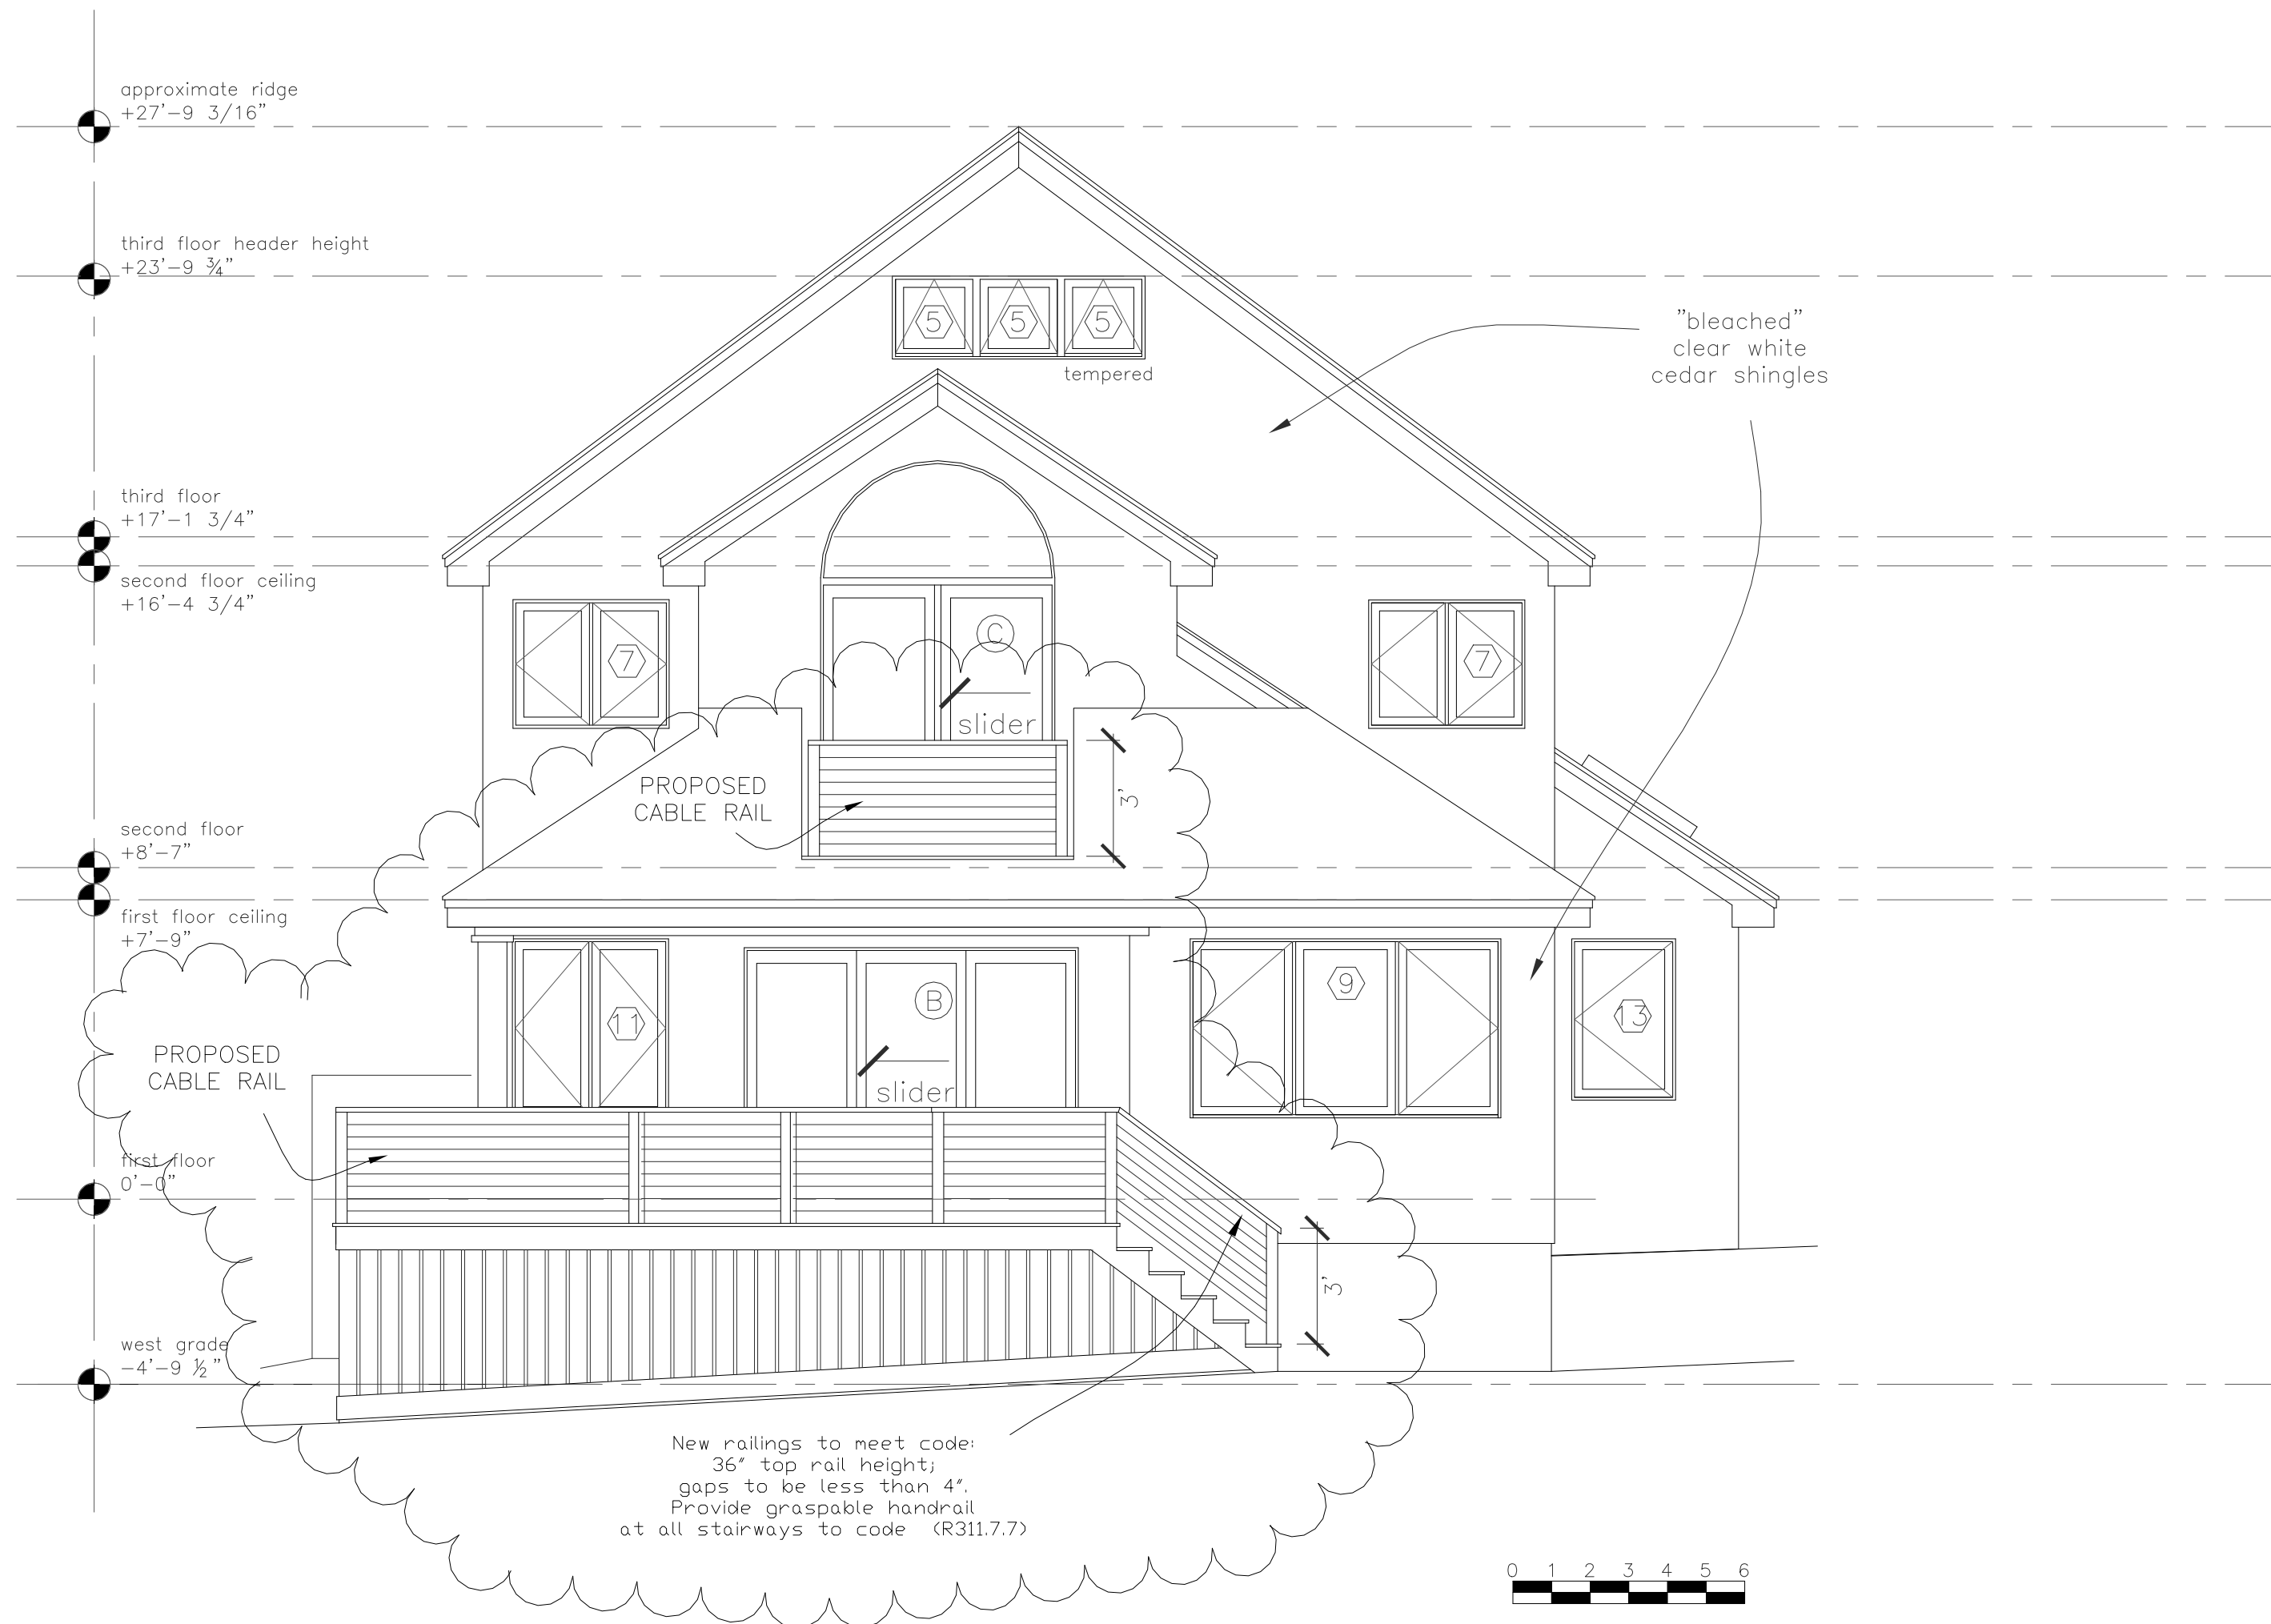 approximate ridge
+27'-9 3/16"
third floor header height
+23'-9 ¾"
5 5 5
tempered
"bleached"
clear white
cedar shingles
third floor
+17'-1 3/4"
second floor ceiling
+16'-4 3/4"
C
7
7
slider
PROPOSED
CABLE RAIL
3'
second floor
+8'-7"
first floor ceiling
+7'-9"
9
B
11
13
PROPOSED
CABLE RAIL
slider
first floor
0'-0"
3'
west grade
-4'-9 ½"
New railings to meet code:
36" top rail height;
gaps to be less than 4".
Provide graspable handrail
at all stairways to code (R311.7.7)
0 1 2 3 4 5 6